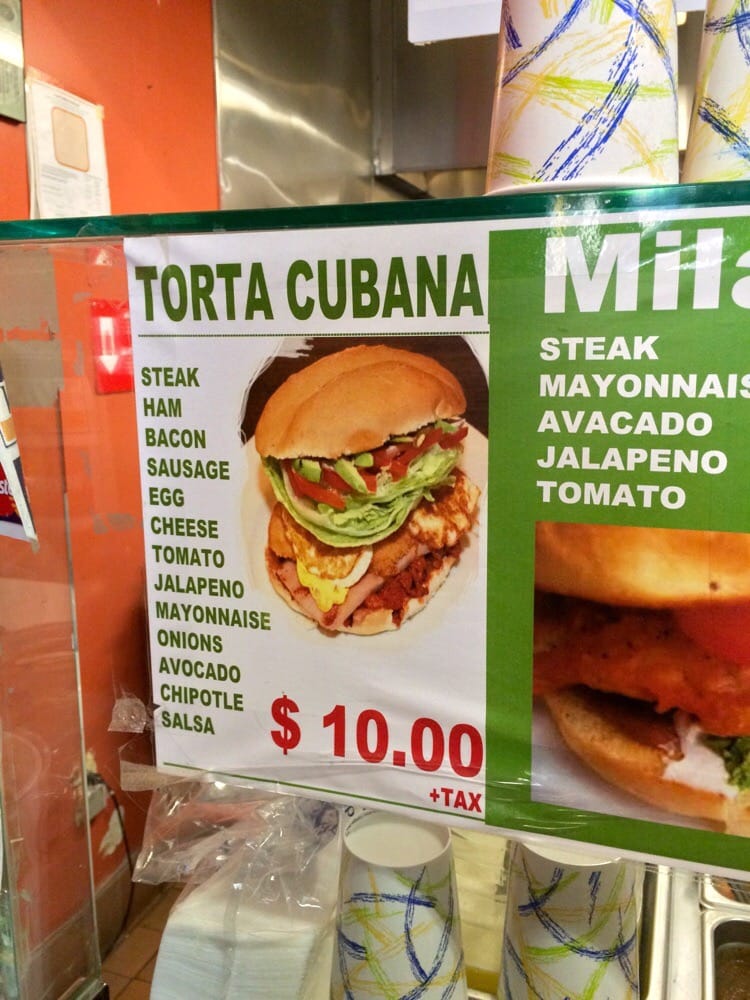 TORTA CUBANA
STEAK
HAM
BACON
SAUSAGE
EGG
CHEESE
TOMATO
JALAPENO
MAYONNAISE
ONIONS
AVOCADO
CHIPOTLE
SALSA
$ 10.00
+TAX
Mila
STEAK
MAYONNAIS
AVACADO
JALAPENO
TOMATO